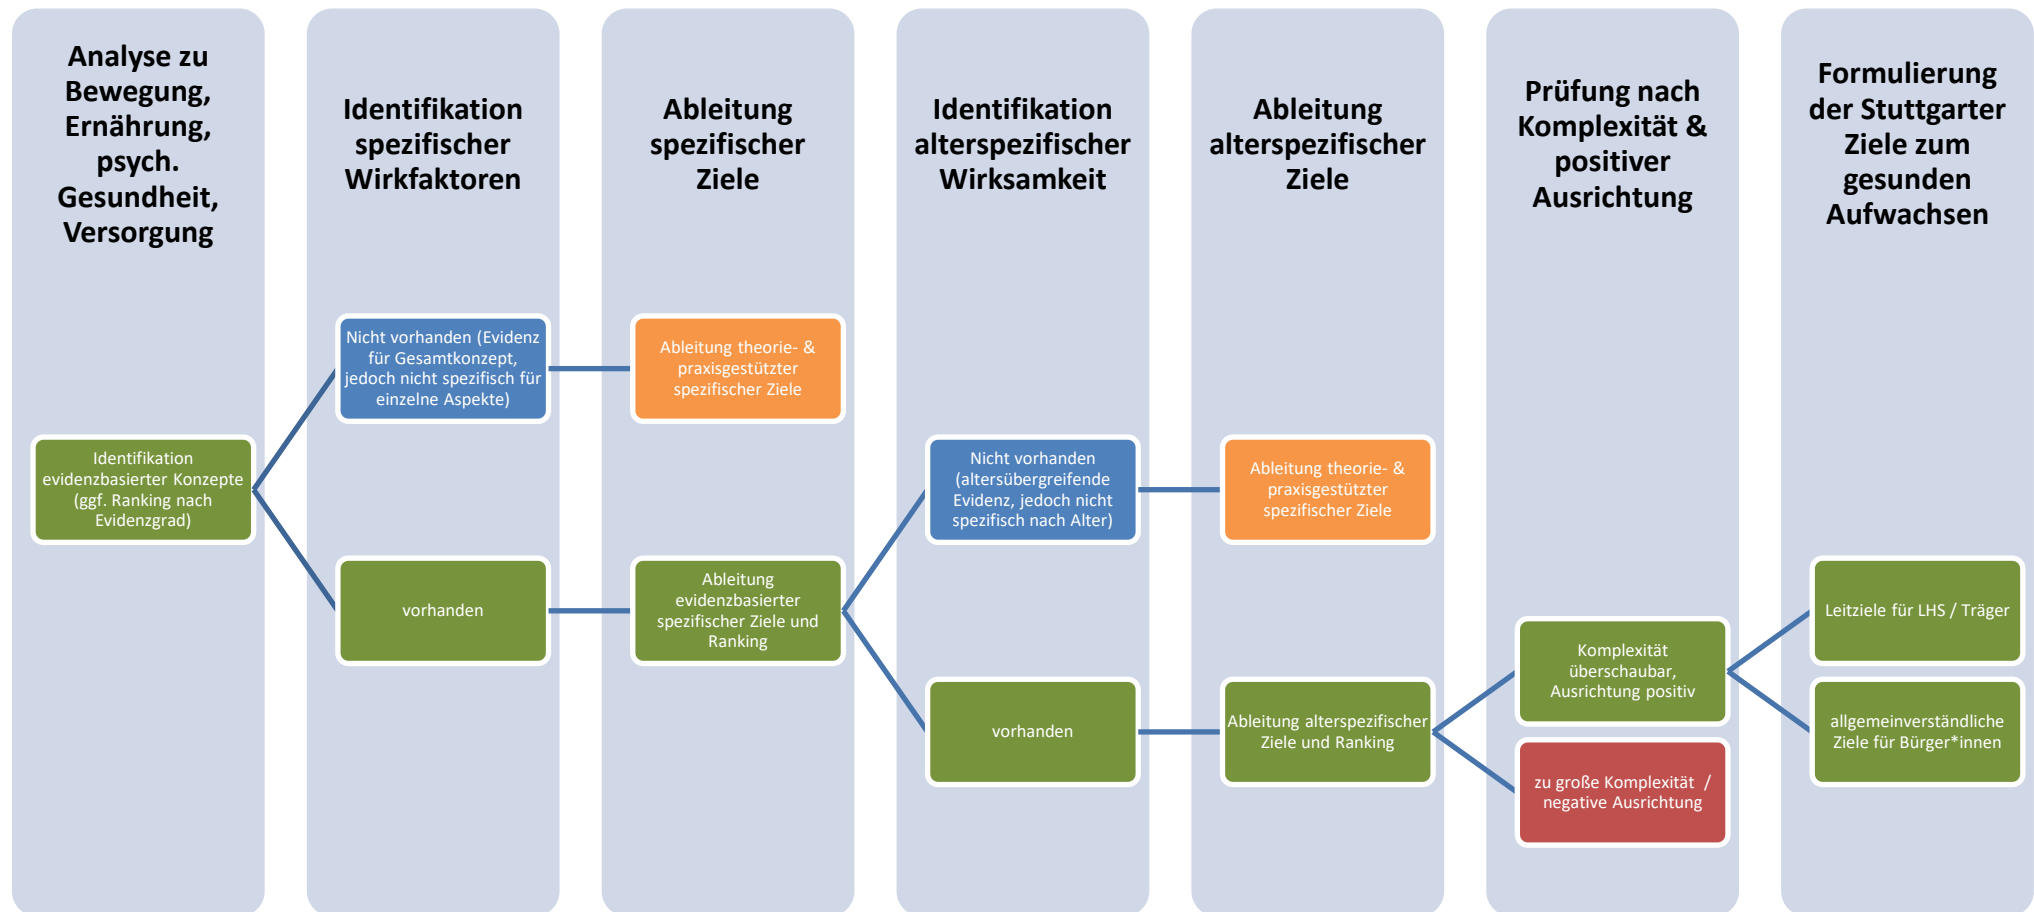 Analyse zu
Bewegung,
Ernährung,
psych.
Gesundheit,
Versorgung
Identifikation
evidenzbasierter Konzepte
(ggf. Ranking nach
Evidenzgrad)
Identifikation
spezifischer
Wirkfaktoren
Nicht vorhanden (Evidenz
für Gesamtkonzept,
jedoch nicht spezifisch für
einzelne Aspekte)
vorhanden
Ableitung
spezifischer
Ziele
Ableitung theorie- &
praxisgestützter
spezifischer Ziele
Ableitung
evidenzbasierter
spezifischer Ziele und
Ranking
Identifikation
alterspezifischer
Wirksamkeit
Nicht vorhanden
(altersübergreifende
Evidenz, jedoch nicht
spezifisch nach Alter)
vorhanden
Ableitung
alterspezifischer
Ziele
Ableitung theorie- &
praxisgestützter
spezifischer Ziele
Ableitung alterspezifischer
Ziele und Ranking
Prüfung nach
Komplexität &
positiver
Ausrichtung
Komplexität
überschaubar,
Ausrichtung positiv
zu große Komplexität /
negative Ausrichtung
Formulierung
der Stuttgarter
Ziele zum
gesunden
Aufwachsen
Leitziele für LHS / Träger
allgemeinverständliche
Ziele für Bürger*innen